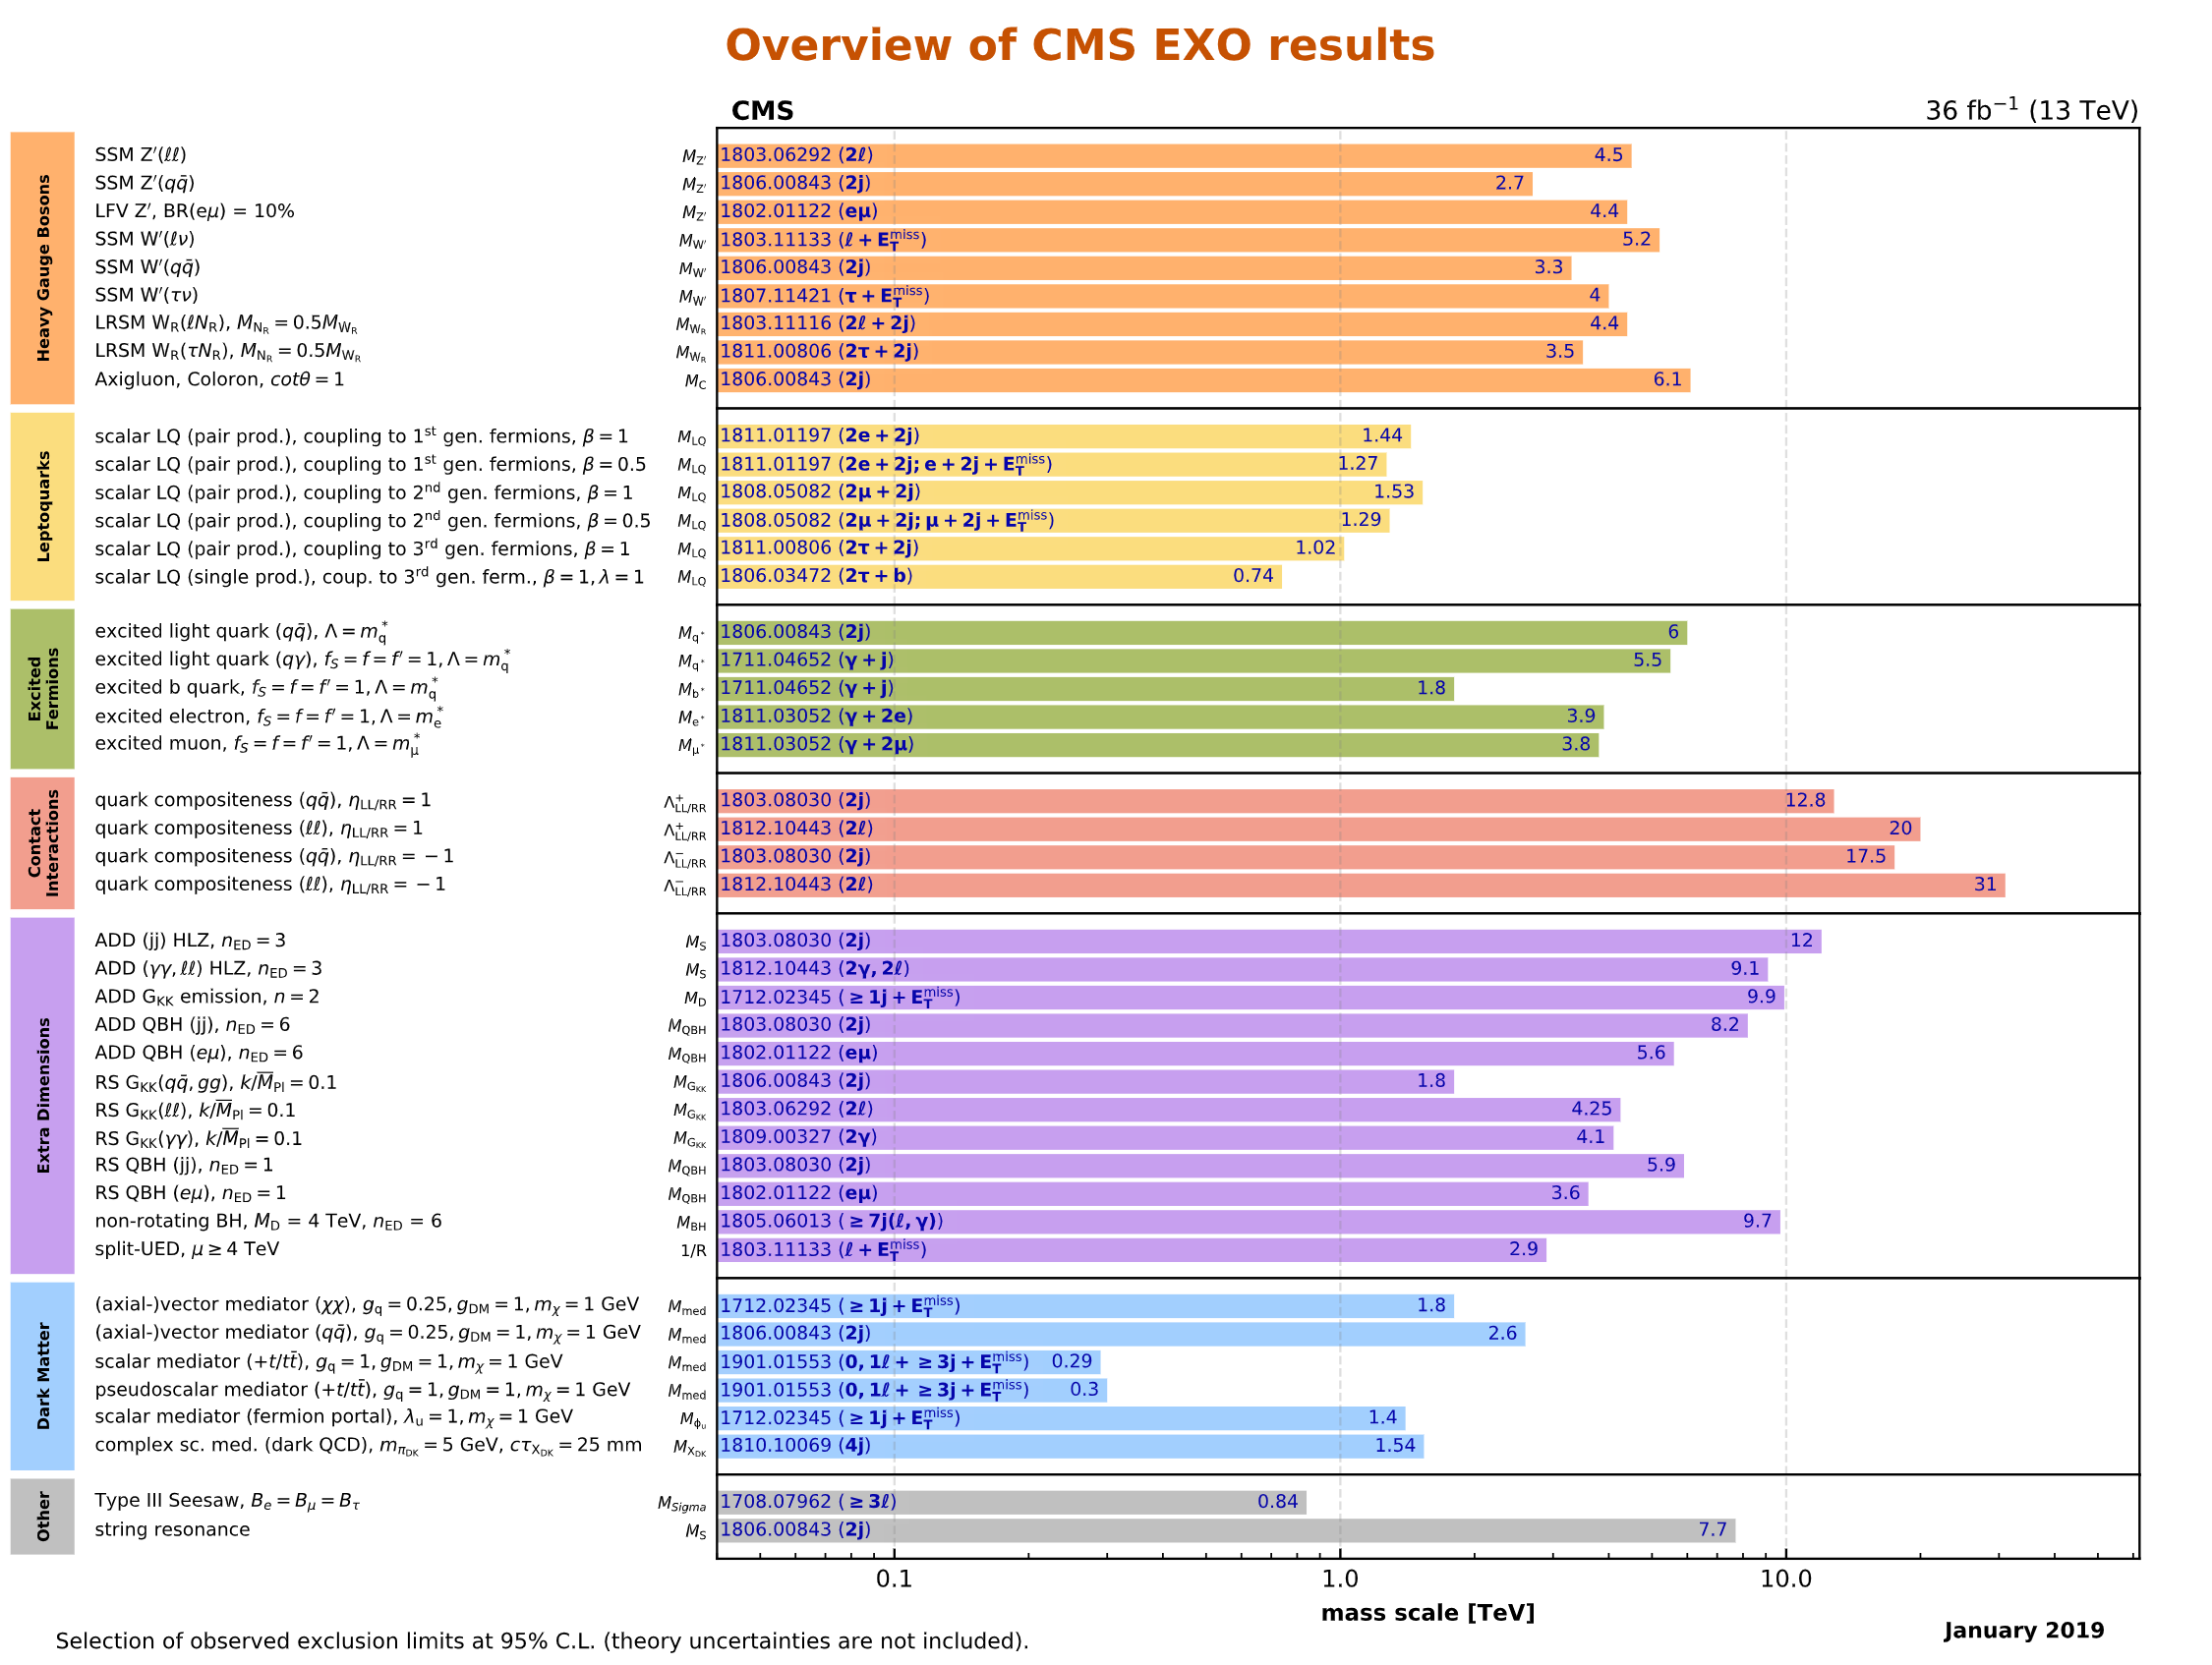 Overview of CMS EXO results
CMS
36 fb⁻¹ (13 TeV)
Heavy Gauge Bosons
SSM Z′(ℓℓ) M_Z′ 1803.06292 (2ℓ) 4.5
SSM Z′(qq̄) M_Z′ 1806.00843 (2j) 2.7
LFV Z′, BR(eμ) = 10% M_Z′ 1802.01122 (eμ) 4.4
SSM W′(ℓν) M_W′ 1803.11133 (ℓ + E_T^miss) 5.2
SSM W′(qq̄) M_W′ 1806.00843 (2j) 3.3
SSM W′(τν) M_W′ 1807.11421 (τ + E_T^miss) 4
LRSM W_R(ℓN_R), M_N_R = 0.5M_W_R M_W_R 1803.11116 (2ℓ + 2j) 4.4
LRSM W_R(τN_R), M_N_R = 0.5M_W_R M_W_R 1811.00806 (2τ + 2j) 3.5
Axigluon, Coloron, cotθ = 1 M_C 1806.00843 (2j) 6.1
Leptoquarks
scalar LQ (pair prod.), coupling to 1st gen. fermions, β = 1 M_LQ 1811.01197 (2e + 2j) 1.44
scalar LQ (pair prod.), coupling to 1st gen. fermions, β = 0.5 M_LQ 1811.01197 (2e + 2j; e + 2j + E_T^miss) 1.27
scalar LQ (pair prod.), coupling to 2nd gen. fermions, β = 1 M_LQ 1808.05082 (2μ + 2j) 1.53
scalar LQ (pair prod.), coupling to 2nd gen. fermions, β = 0.5 M_LQ 1808.05082 (2μ + 2j; μ + 2j + E_T^miss) 1.29
scalar LQ (pair prod.), coupling to 3rd gen. fermions, β = 1 M_LQ 1811.00806 (2τ + 2j) 1.02
scalar LQ (single prod.), coup. to 3rd gen. ferm., β = 1, λ = 1 M_LQ 1806.03472 (2τ + b) 0.74
Excited
Fermions
excited light quark (qq̄), Λ = m_q^* M_q* 1806.00843 (2j) 6
excited light quark (qγ), f_S = f = f′ = 1, Λ = m_q^* M_q* 1711.04652 (γ + j) 5.5
excited b quark, f_S = f = f′ = 1, Λ = m_q^* M_b* 1711.04652 (γ + j) 1.8
excited electron, f_S = f = f′ = 1, Λ = m_e^* M_e* 1811.03052 (γ + 2e) 3.9
excited muon, f_S = f = f′ = 1, Λ = m_μ^* M_μ* 1811.03052 (γ + 2μ) 3.8
Contact
Interactions
quark compositeness (qq̄), η_LL/RR = 1 Λ⁺_LL/RR 1803.08030 (2j) 12.8
quark compositeness (ℓℓ), η_LL/RR = 1 Λ⁺_LL/RR 1812.10443 (2ℓ) 20
quark compositeness (qq̄), η_LL/RR = −1 Λ⁻_LL/RR 1803.08030 (2j) 17.5
quark compositeness (ℓℓ), η_LL/RR = −1 Λ⁻_LL/RR 1812.10443 (2ℓ) 31
Extra Dimensions
ADD (jj) HLZ, n_ED = 3 M_S 1803.08030 (2j) 12
ADD (γγ, ℓℓ) HLZ, n_ED = 3 M_S 1812.10443 (2γ, 2ℓ) 9.1
ADD G_KK emission, n = 2 M_D 1712.02345 (≥ 1j + E_T^miss) 9.9
ADD QBH (jj), n_ED = 6 M_QBH 1803.08030 (2j) 8.2
ADD QBH (eμ), n_ED = 6 M_QBH 1802.01122 (eμ) 5.6
RS G_KK(qq̄, gg), k/M̅_Pl = 0.1 M_G_KK 1806.00843 (2j) 1.8
RS G_KK(ℓℓ), k/M̅_Pl = 0.1 M_G_KK 1803.06292 (2ℓ) 4.25
RS G_KK(γγ), k/M̅_Pl = 0.1 M_G_KK 1809.00327 (2γ) 4.1
RS QBH (jj), n_ED = 1 M_QBH 1803.08030 (2j) 5.9
RS QBH (eμ), n_ED = 1 M_QBH 1802.01122 (eμ) 3.6
non-rotating BH, M_D = 4 TeV, n_ED = 6 M_BH 1805.06013 (≥ 7j(ℓ, γ)) 9.7
split-UED, μ ≥ 4 TeV 1/R 1803.11133 (ℓ + E_T^miss) 2.9
Dark Matter
(axial-)vector mediator (χχ), g_q = 0.25, g_DM = 1, m_χ = 1 GeV M_med 1712.02345 (≥ 1j + E_T^miss) 1.8
(axial-)vector mediator (qq̄), g_q = 0.25, g_DM = 1, m_χ = 1 GeV M_med 1806.00843 (2j) 2.6
scalar mediator (+t/tt̄), g_q = 1, g_DM = 1, m_χ = 1 GeV M_med 1901.01553 (0, 1ℓ + ≥ 3j + E_T^miss) 0.29
pseudoscalar mediator (+t/tt̄), g_q = 1, g_DM = 1, m_χ = 1 GeV M_med 1901.01553 (0, 1ℓ + ≥ 3j + E_T^miss) 0.3
scalar mediator (fermion portal), λ_u = 1, m_χ = 1 GeV M_ϕ_u 1712.02345 (≥ 1j + E_T^miss) 1.4
complex sc. med. (dark QCD), m_π_DK = 5 GeV, cτ_X_DK = 25 mm M_X_DK 1810.10069 (4j) 1.54
Other
Type III Seesaw, B_e = B_μ = B_τ M_Sigma 1708.07962 (≥ 3ℓ) 0.84
string resonance M_S 1806.00843 (2j) 7.7
0.1 1.0 10.0
mass scale [TeV]
January 2019
Selection of observed exclusion limits at 95% C.L. (theory uncertainties are not included).